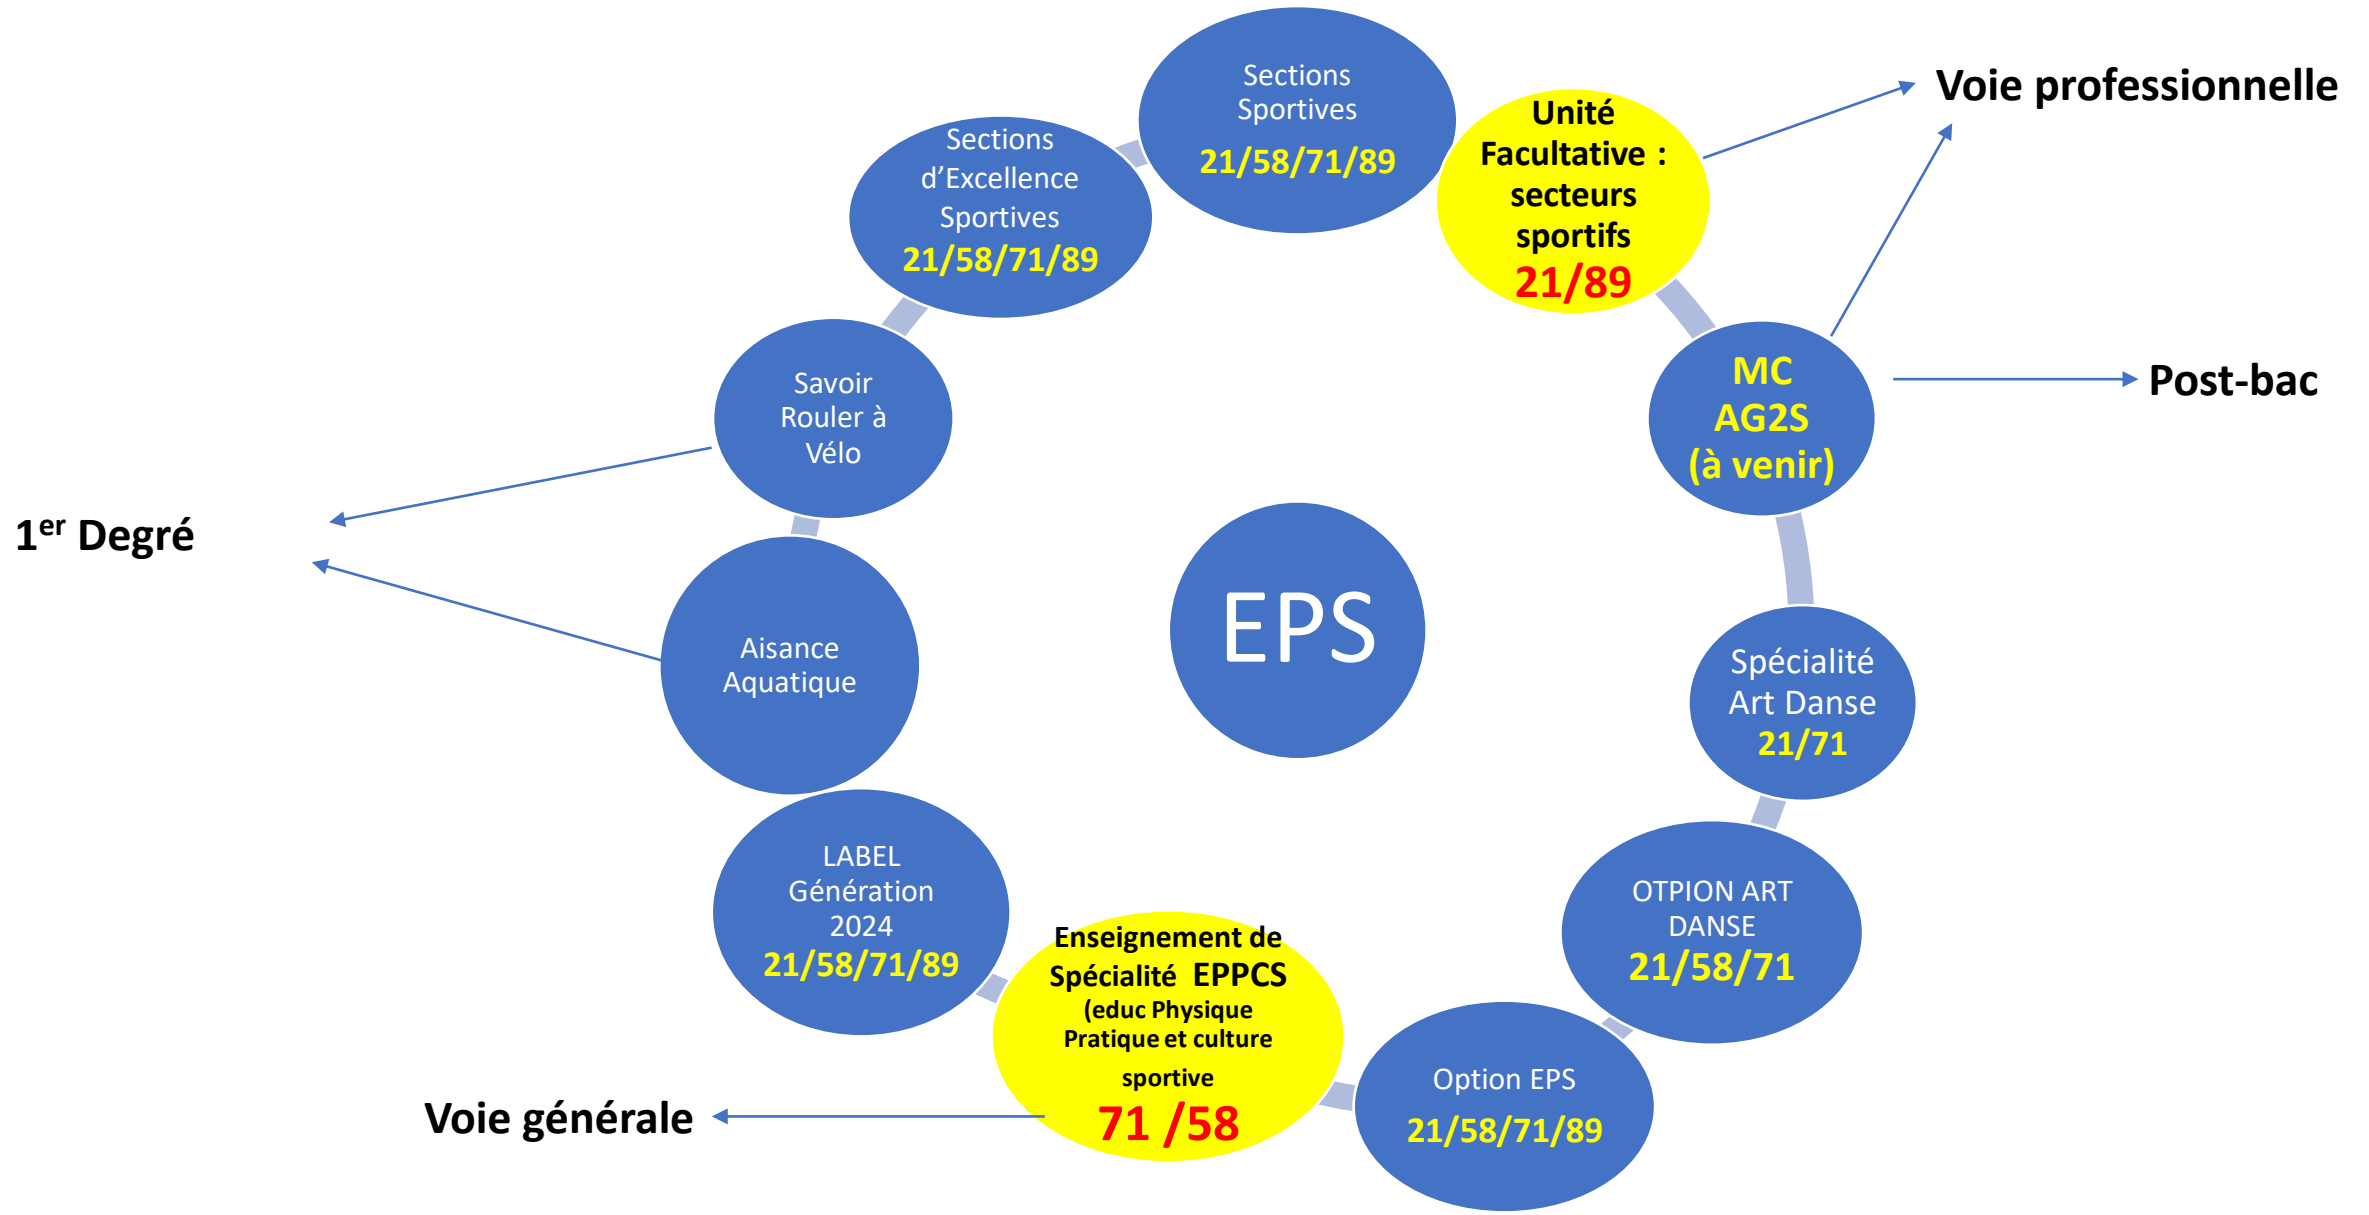 Sections
Sportives
21/58/71/89
Unité
Facultative :
secteurs
sportifs
21/89
Voie professionnelle
Sections
d’Excellence
Sportives
21/58/71/89
MC
AG2S
(à venir)
Post-bac
Savoir
Rouler à
Vélo
1er Degré
EPS
Aisance
Aquatique
Spécialité
Art Danse
21/71
LABEL
Génération
2024
21/58/71/89
OTPION ART
DANSE
21/58/71
Enseignement de
Spécialité EPPCS
(educ Physique
Pratique et culture
sportive
71 /58
Voie générale
Option EPS
21/58/71/89